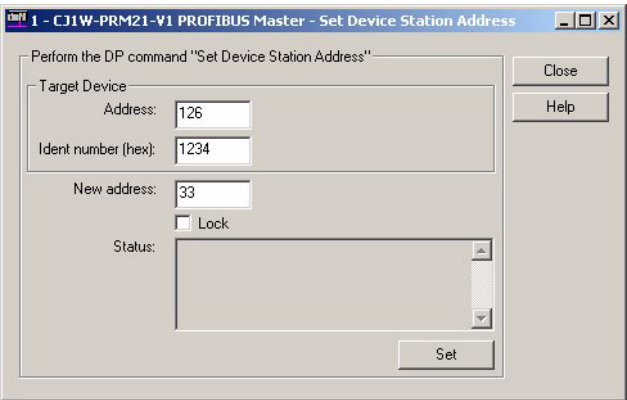 1 - CJ1W-PRM21-V1 PROFIBUS Master - Set Device Station Address
Perform the DP command "Set Device Station Address"
Close
Target Device
Address: 126
Help
Ident number (hex): 1234
New address: 33
Lock
Status:
Set